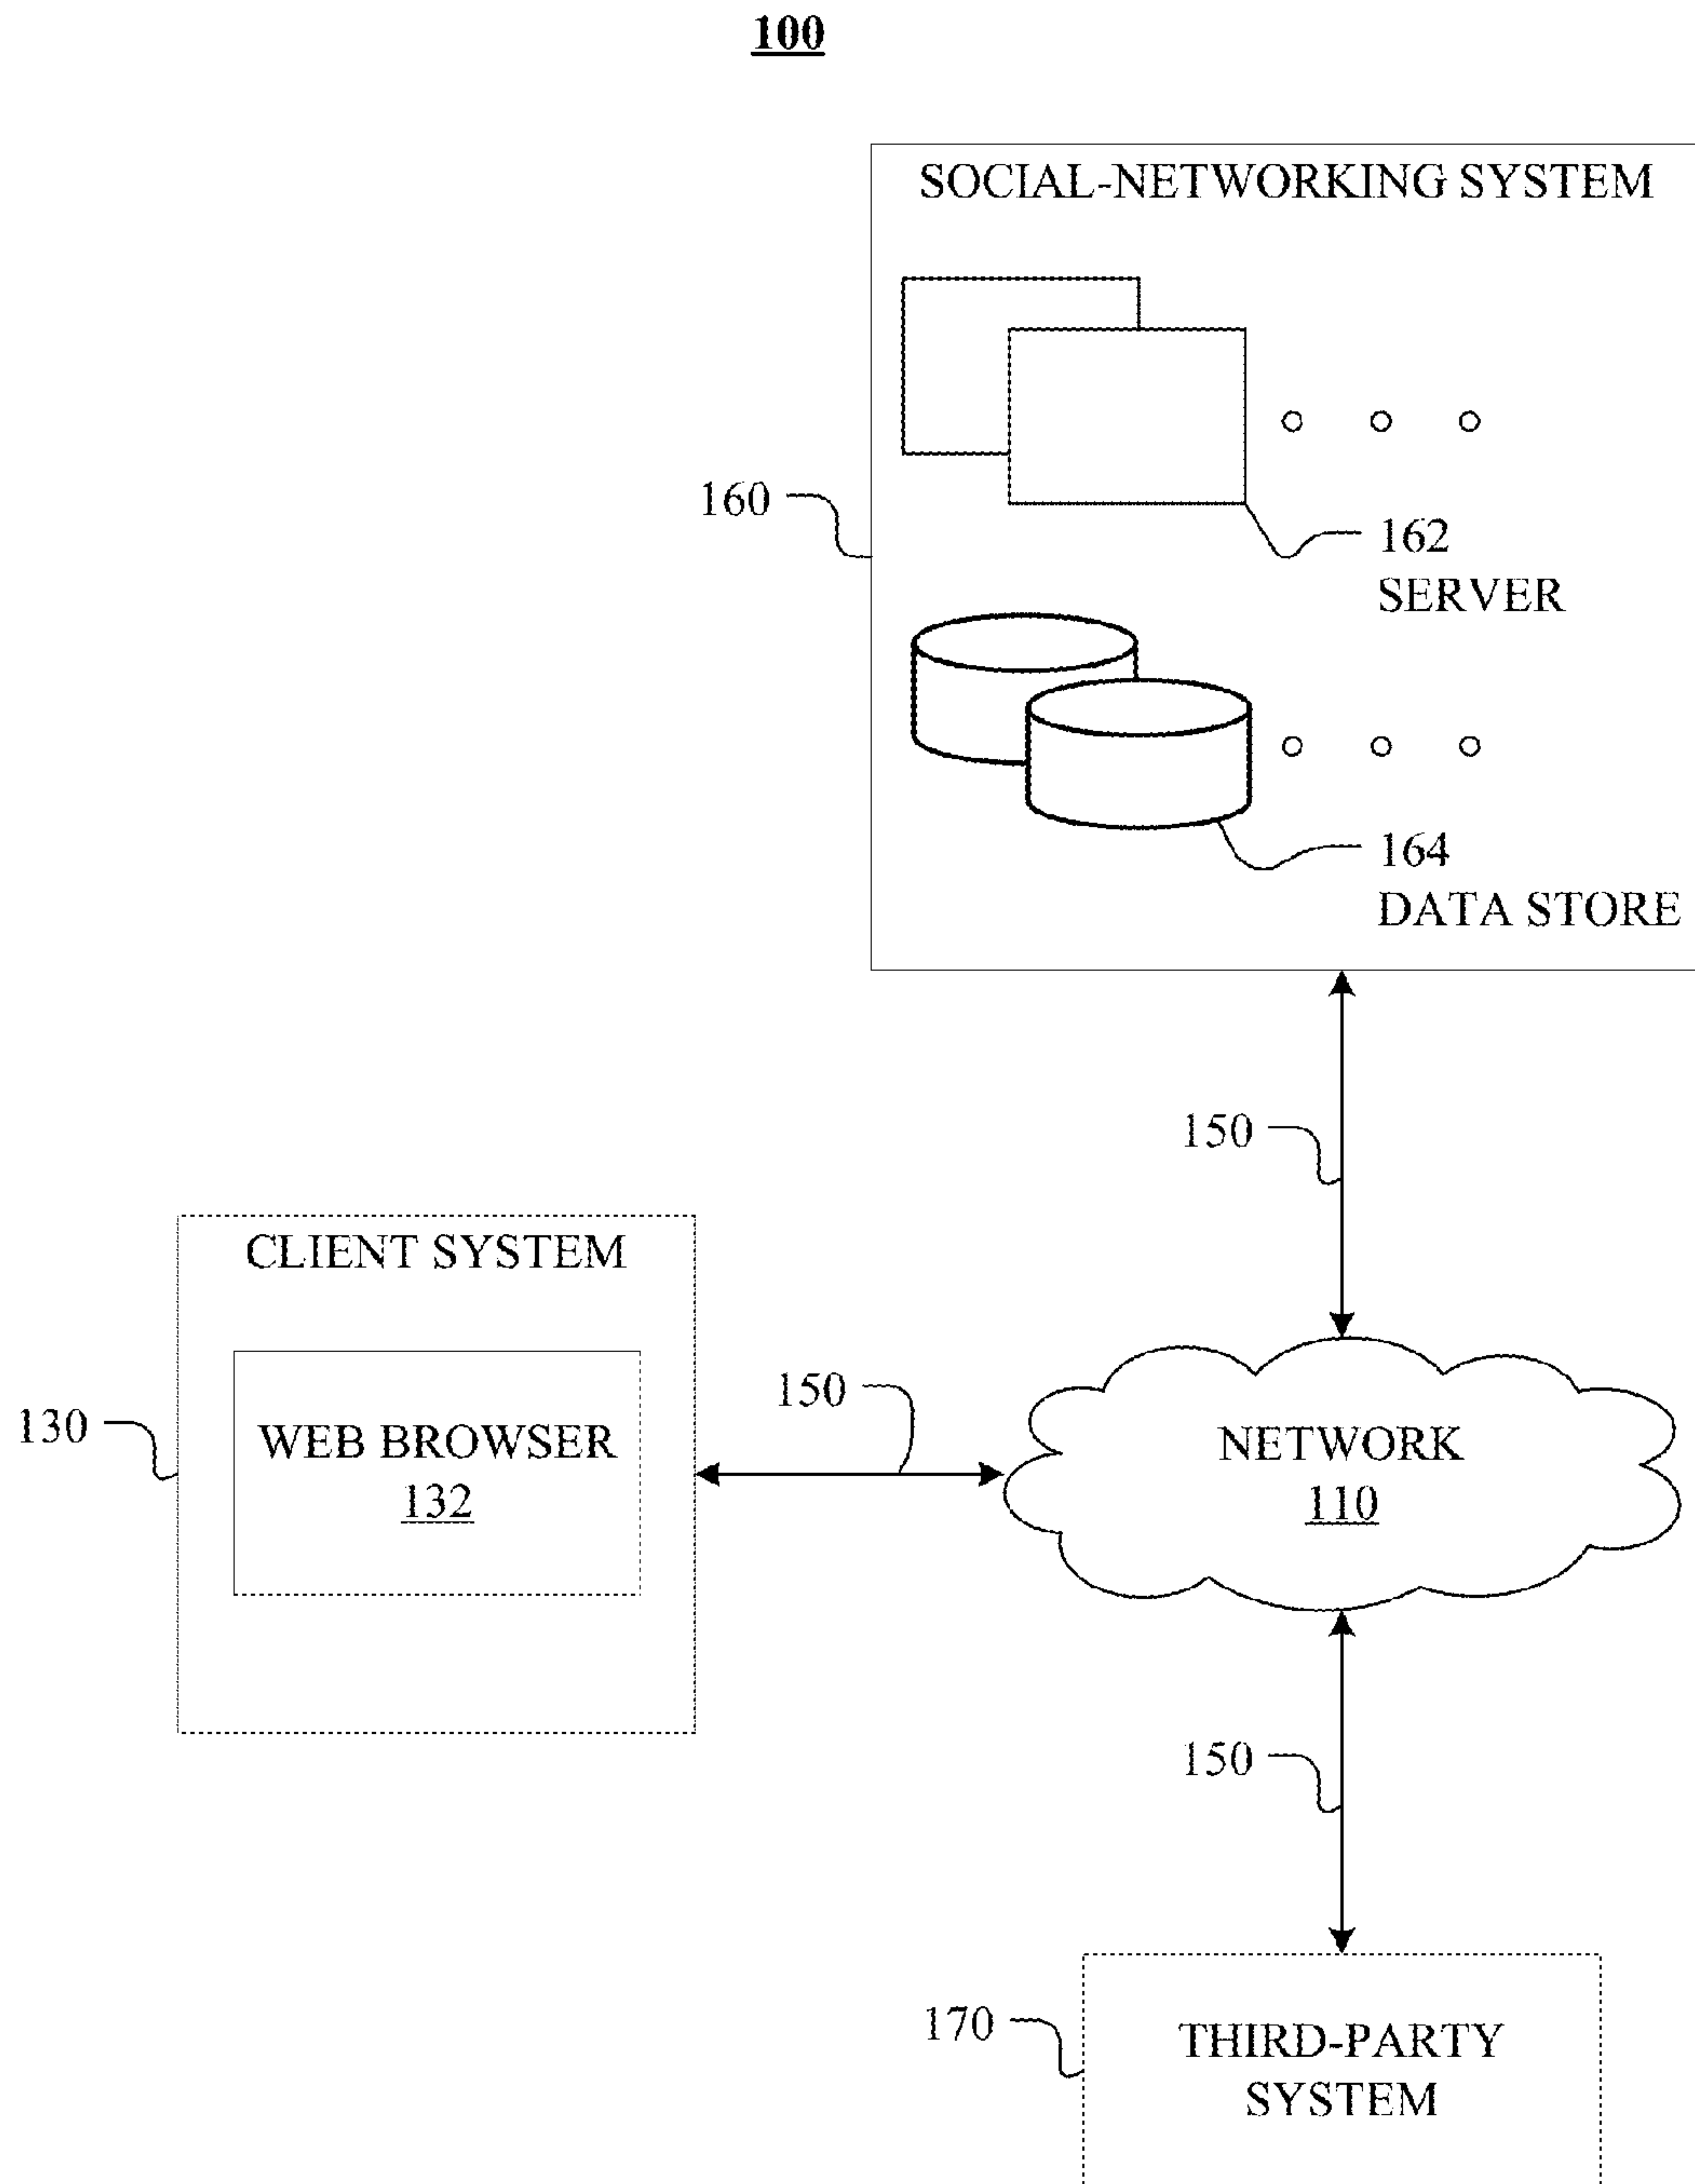 100
SOCIAL-NETWORKING SYSTEM
160
162
SERVER
164
DATA STORE
150
CLIENT SYSTEM
130
WEB BROWSER
132
150
NETWORK
110
150
170
THIRD-PARTY
SYSTEM